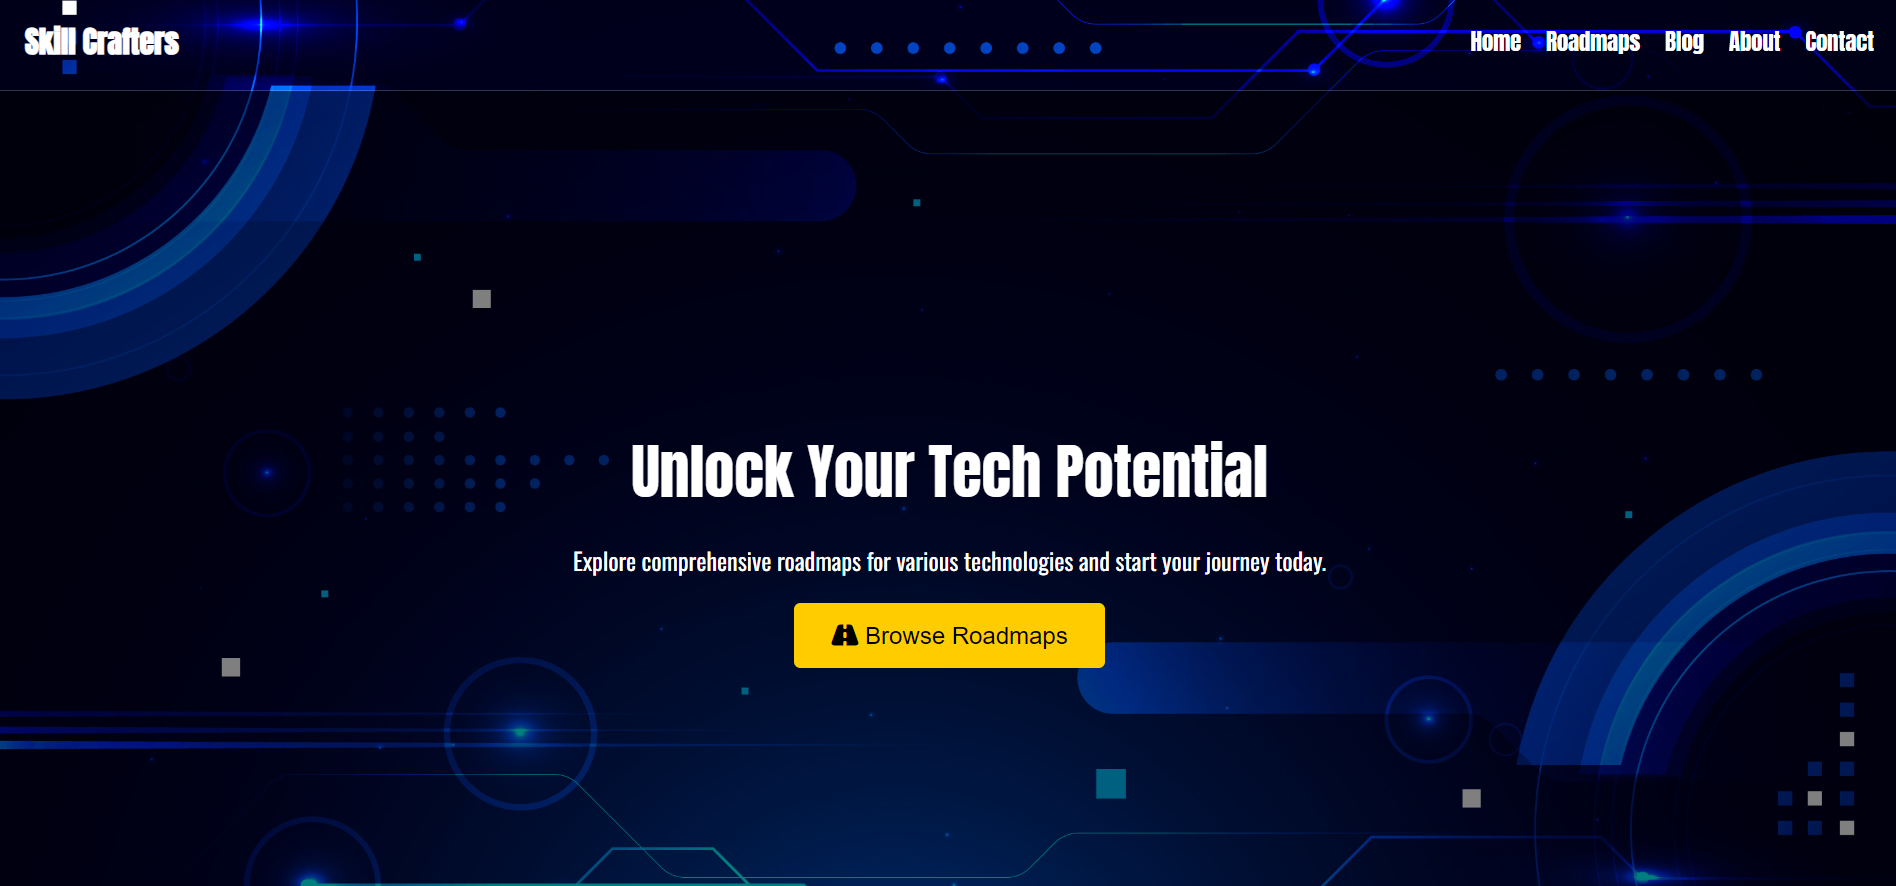 Skill Crafters
Home Roadmaps Blog About Contact
Unlock Your Tech Potential
Explore comprehensive roadmaps for various technologies and start your journey today.
Browse Roadmaps